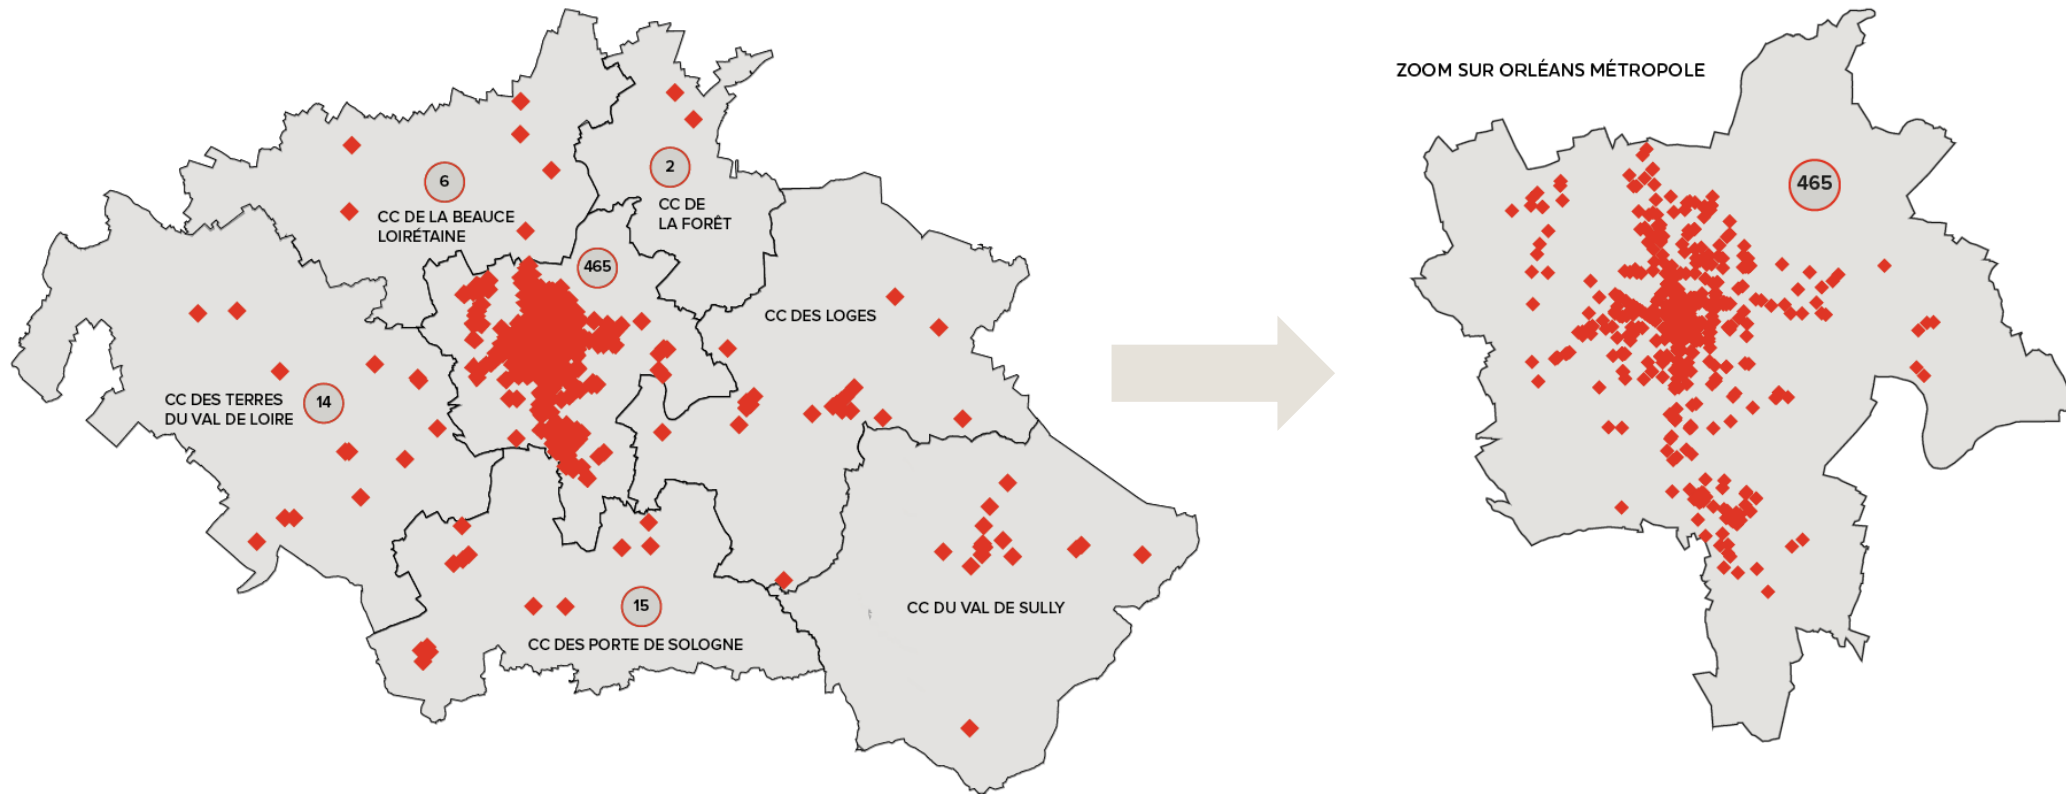 ZOOM SUR ORLÉANS MÉTROPOLE
465
6
CC DE LA BEAUCE
LOIRÉTAINE
2
CC DE
LA FORÊT
465
CC DES LOGES
CC DES TERRES
DU VAL DE LOIRE
14
15
CC DES PORTE DE SOLOGNE
CC DU VAL DE SULLY